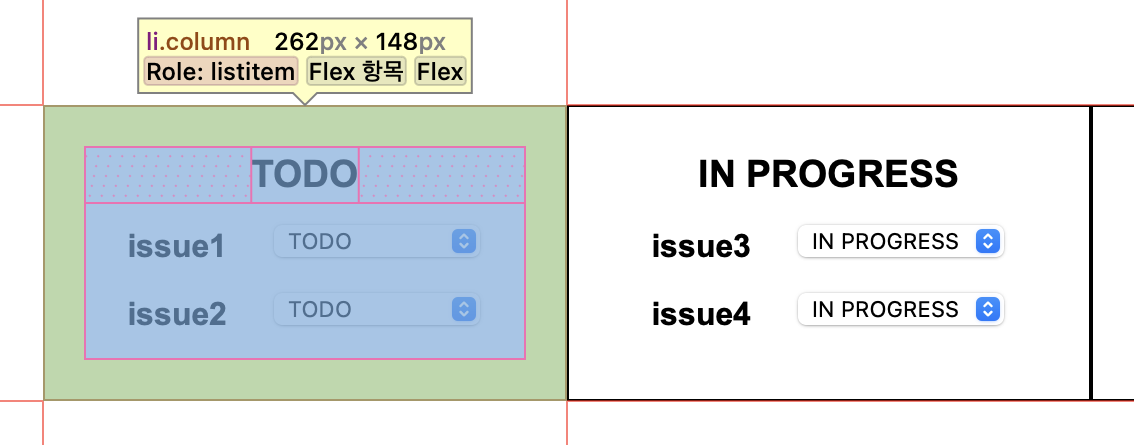 li.column 262px × 148px
Role: listitem Flex 항목 Flex
TODO
issue1 TODO
issue2 TODO
IN PROGRESS
issue3 IN PROGRESS
issue4 IN PROGRESS